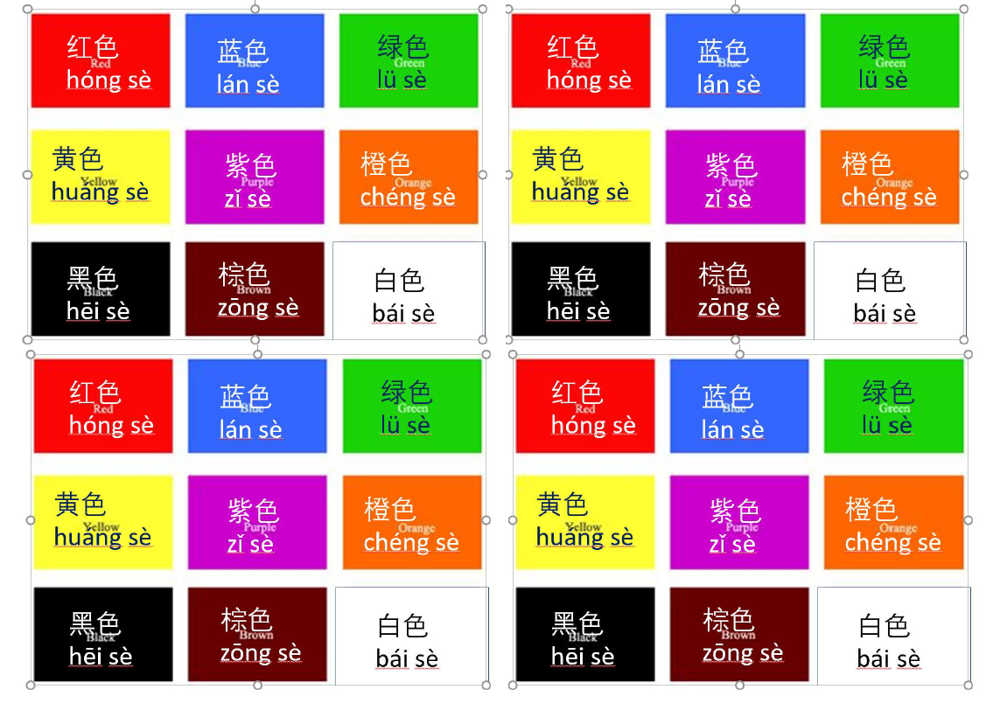 红色
Red
hóng sè
蓝色
Blue
lán sè
绿色
Green
lü sè
黄色
Yellow
huáng sè
紫色
Purple
zǐ sè
橙色
Orange
chéng sè
黑色
Black
hēi sè
棕色
Brown
zōng sè
白色
bái sè
红色
Red
hóng sè
蓝色
Blue
lán sè
绿色
Green
lü sè
黄色
Yellow
huáng sè
紫色
Purple
zǐ sè
橙色
Orange
chéng sè
黑色
Black
hēi sè
棕色
Brown
zōng sè
白色
bái sè
红色
Red
hóng sè
蓝色
Blue
lán sè
绿色
Green
lü sè
黄色
Yellow
huáng sè
紫色
Purple
zǐ sè
橙色
Orange
chéng sè
黑色
Black
hēi sè
棕色
Brown
zōng sè
白色
bái sè
红色
Red
hóng sè
蓝色
Blue
lán sè
绿色
Green
lü sè
黄色
Yellow
huáng sè
紫色
Purple
zǐ sè
橙色
Orange
chéng sè
黑色
Black
hēi sè
棕色
Brown
zōng sè
白色
bái sè